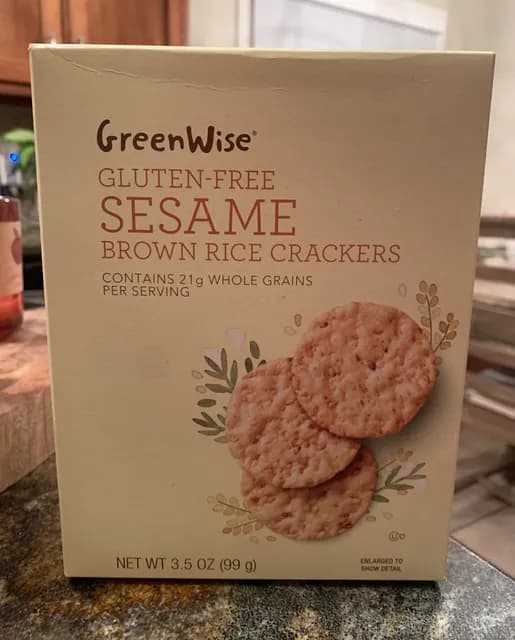 GreenWise®
GLUTEN-FREE
SESAME
BROWN RICE CRACKERS
CONTAINS 21g WHOLE GRAINS
PER SERVING
NET WT 3.5 OZ (99 g)
ENLARGED TO
SHOW DETAIL